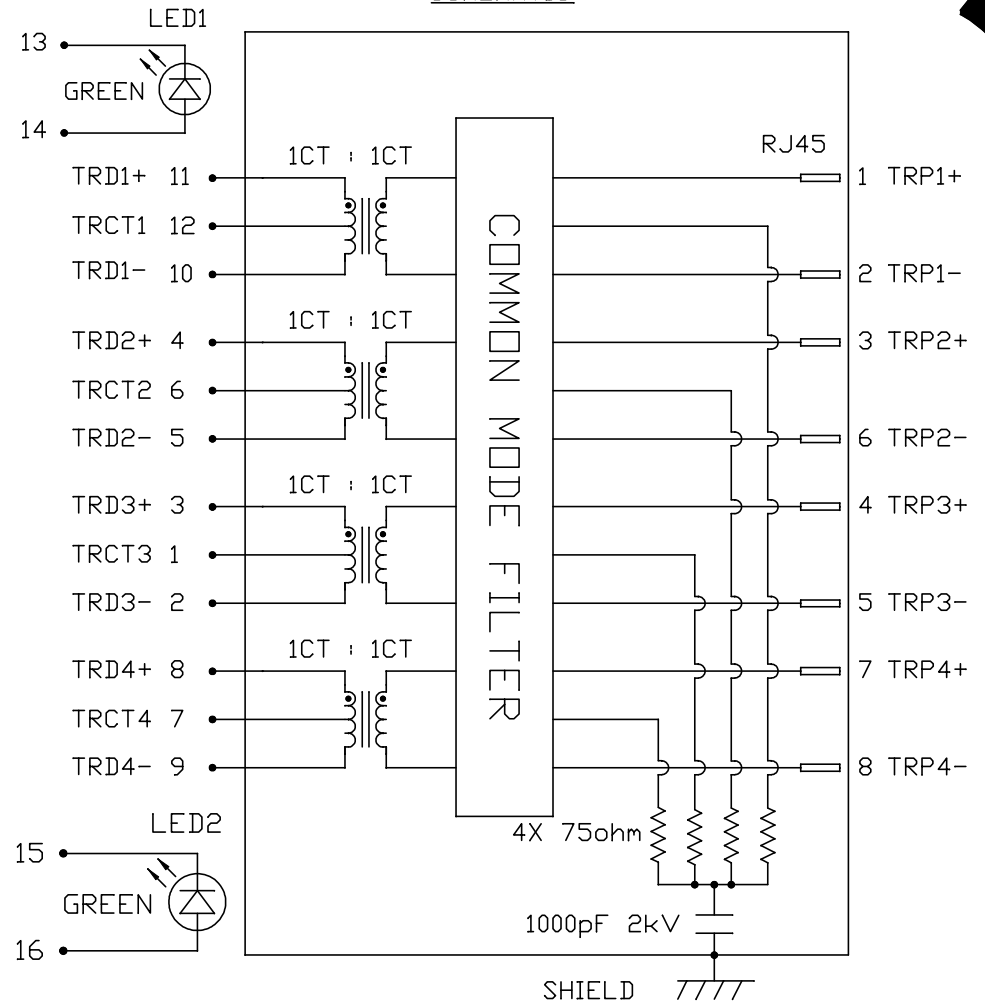 LED1
13
GREEN
14
RJ45
1CT : 1CT
TRD1+ 11
1 TRP1+
TRCT1 12
TRD1- 10
2 TRP1-
1CT : 1CT
TRD2+ 4
3 TRP2+
TRCT2 6
TRD2- 5
6 TRP2-
1CT : 1CT
TRD3+ 3
4 TRP3+
TRCT3 1
TRD3- 2
5 TRP3-
1CT : 1CT
TRD4+ 8
7 TRP4+
TRCT4 7
TRD4- 9
8 TRP4-
COMMON MODE FILTER
LED2
4X 75ohm
15
GREEN
16
1000pF 2kV
SHIELD